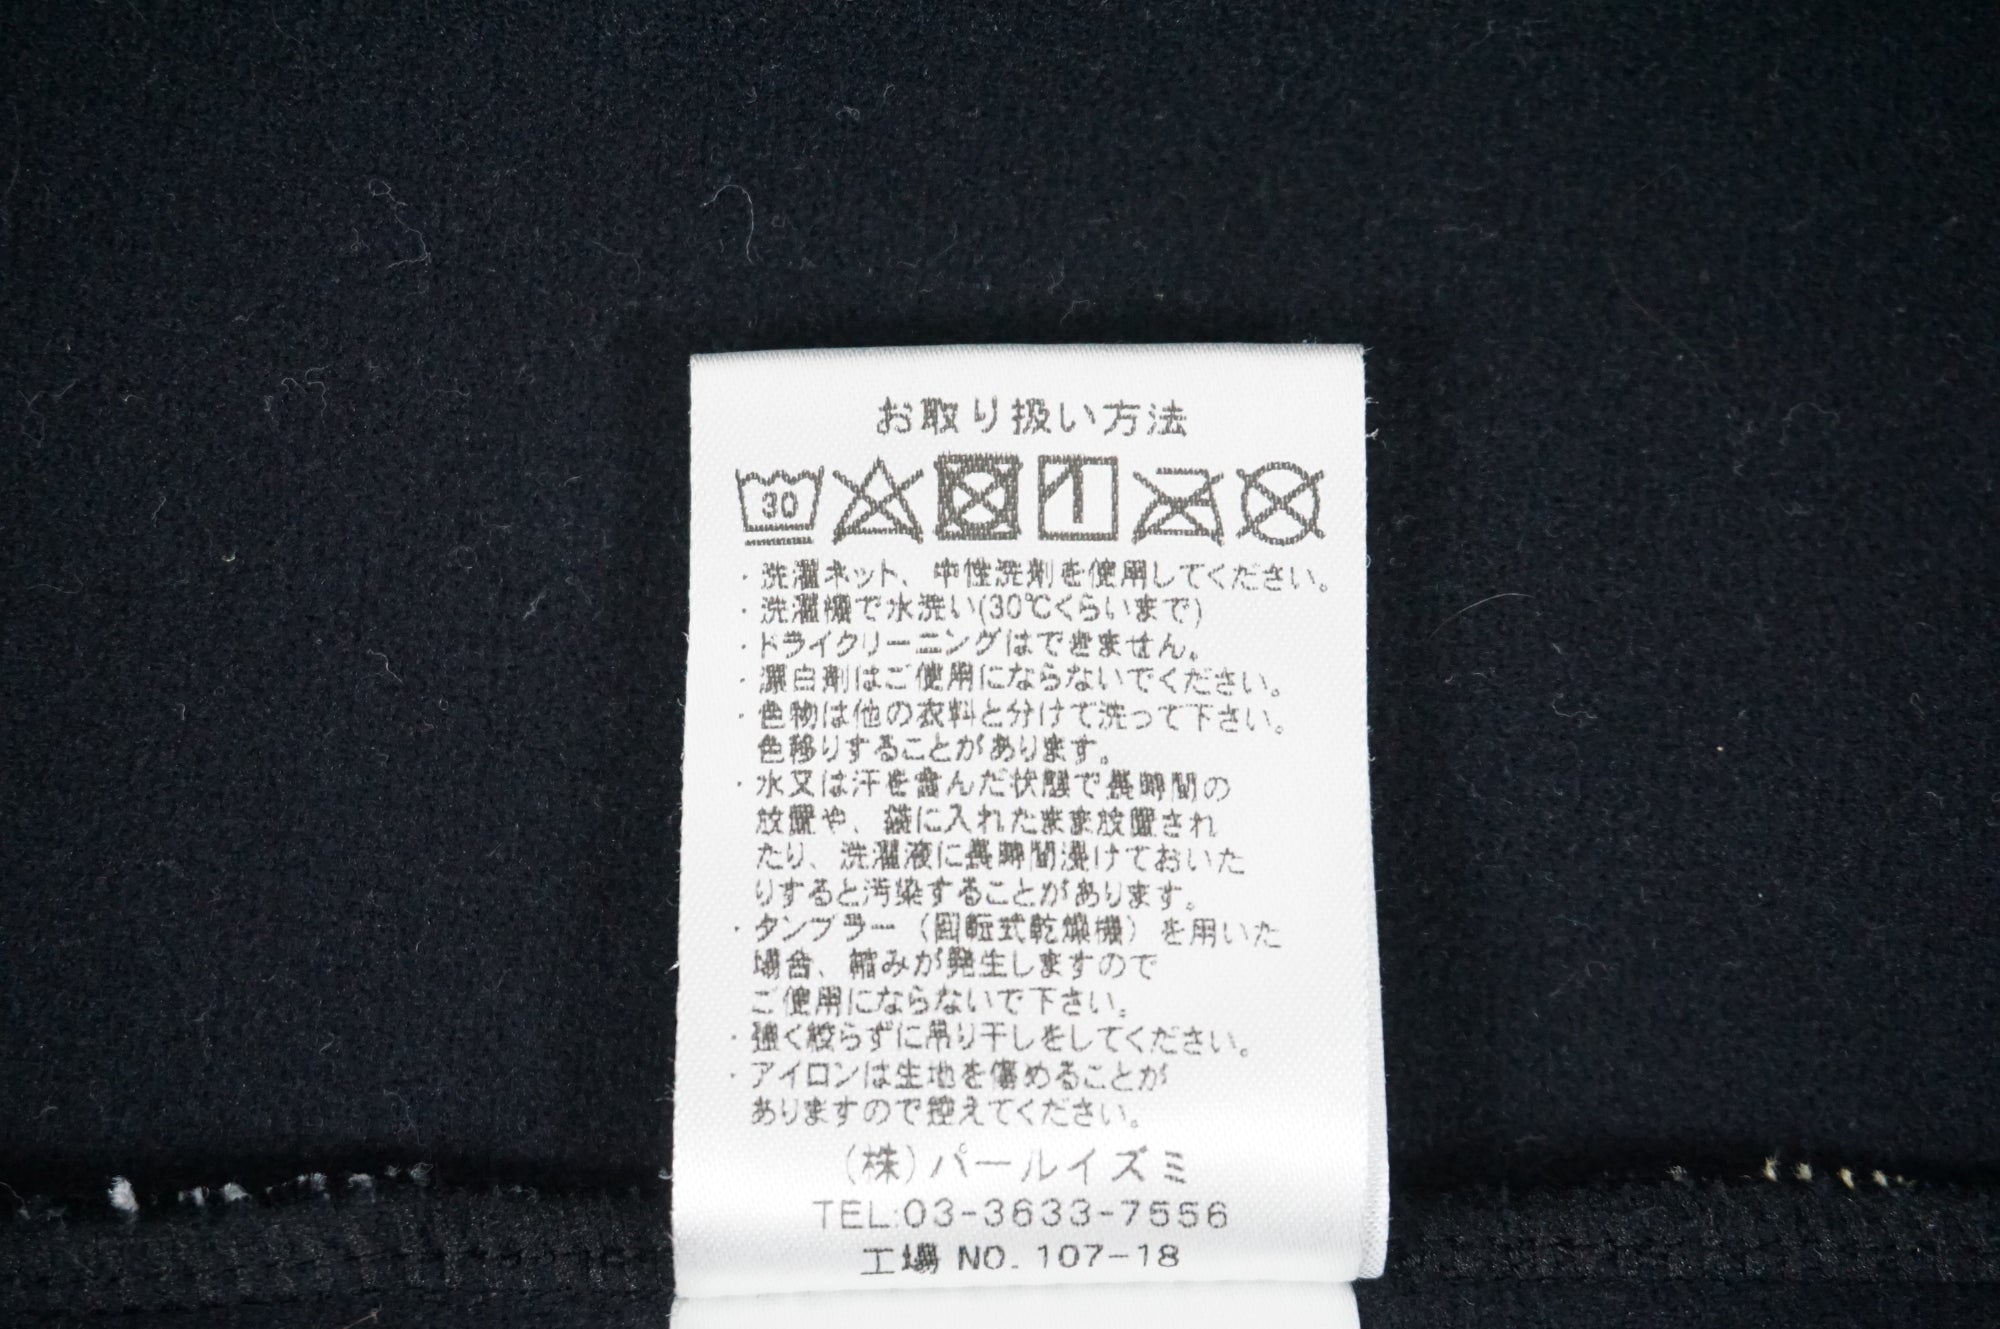 お取り扱い方法
30
・洗濯ネット、中性洗剤を使用してください。
・洗濯機で水洗い(30℃くらいまで)
・ドライクリーニングはできません。
・漂白剤はご使用にならないでください。
・色物は他の衣料と分けて洗って下さい。
色移りすることがあります。
・水又は汗を含んだ状態で長時間の
放置や、袋に入れたまま放置され
たり、洗濯液に長時間浸けておいた
りすると汚染することがあります。
・タンブラー（回転式乾燥機）を用いた
場合、縮みが発生しますので
ご使用にならないで下さい。
・強く絞らずに吊り干しをしてください。
・アイロンは生地を傷めることが
ありますので控えてください。
(株)パールイズミ
TEL:03-3633-7556
工場 NO. 107-18